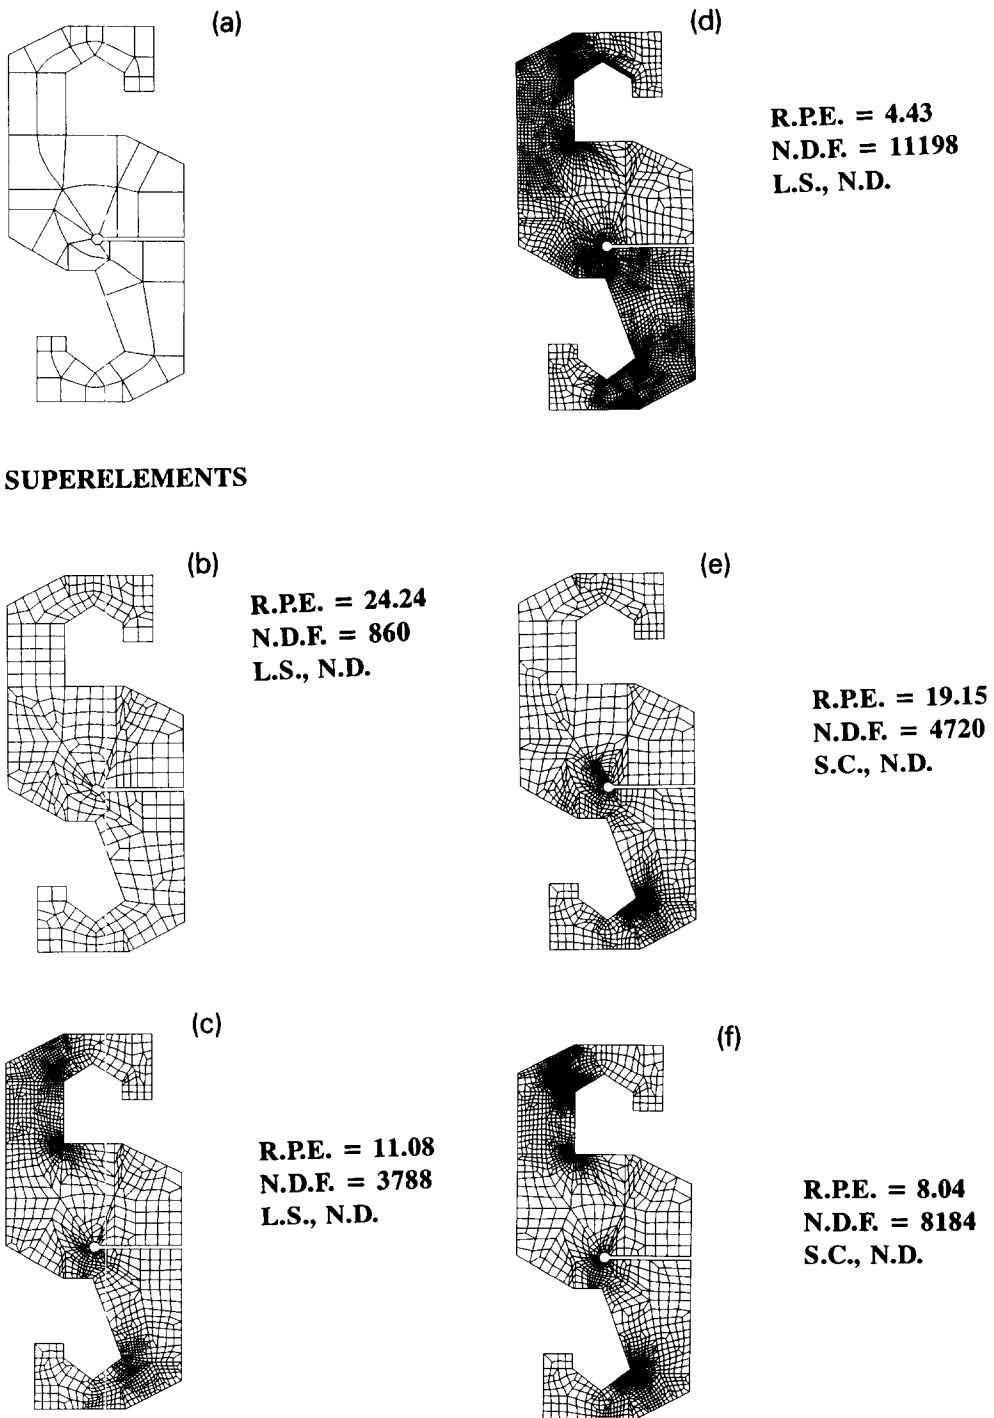 (a)
SUPERELEMENTS
(b)
R.P.E. = 24.24
N.D.F. = 860
L.S., N.D.
(c)
R.P.E. = 11.08
N.D.F. = 3788
L.S., N.D.
(d)
R.P.E. = 4.43
N.D.F. = 11198
L.S., N.D.
(e)
R.P.E. = 19.15
N.D.F. = 4720
S.C., N.D.
(f)
R.P.E. = 8.04
N.D.F. = 8184
S.C., N.D.